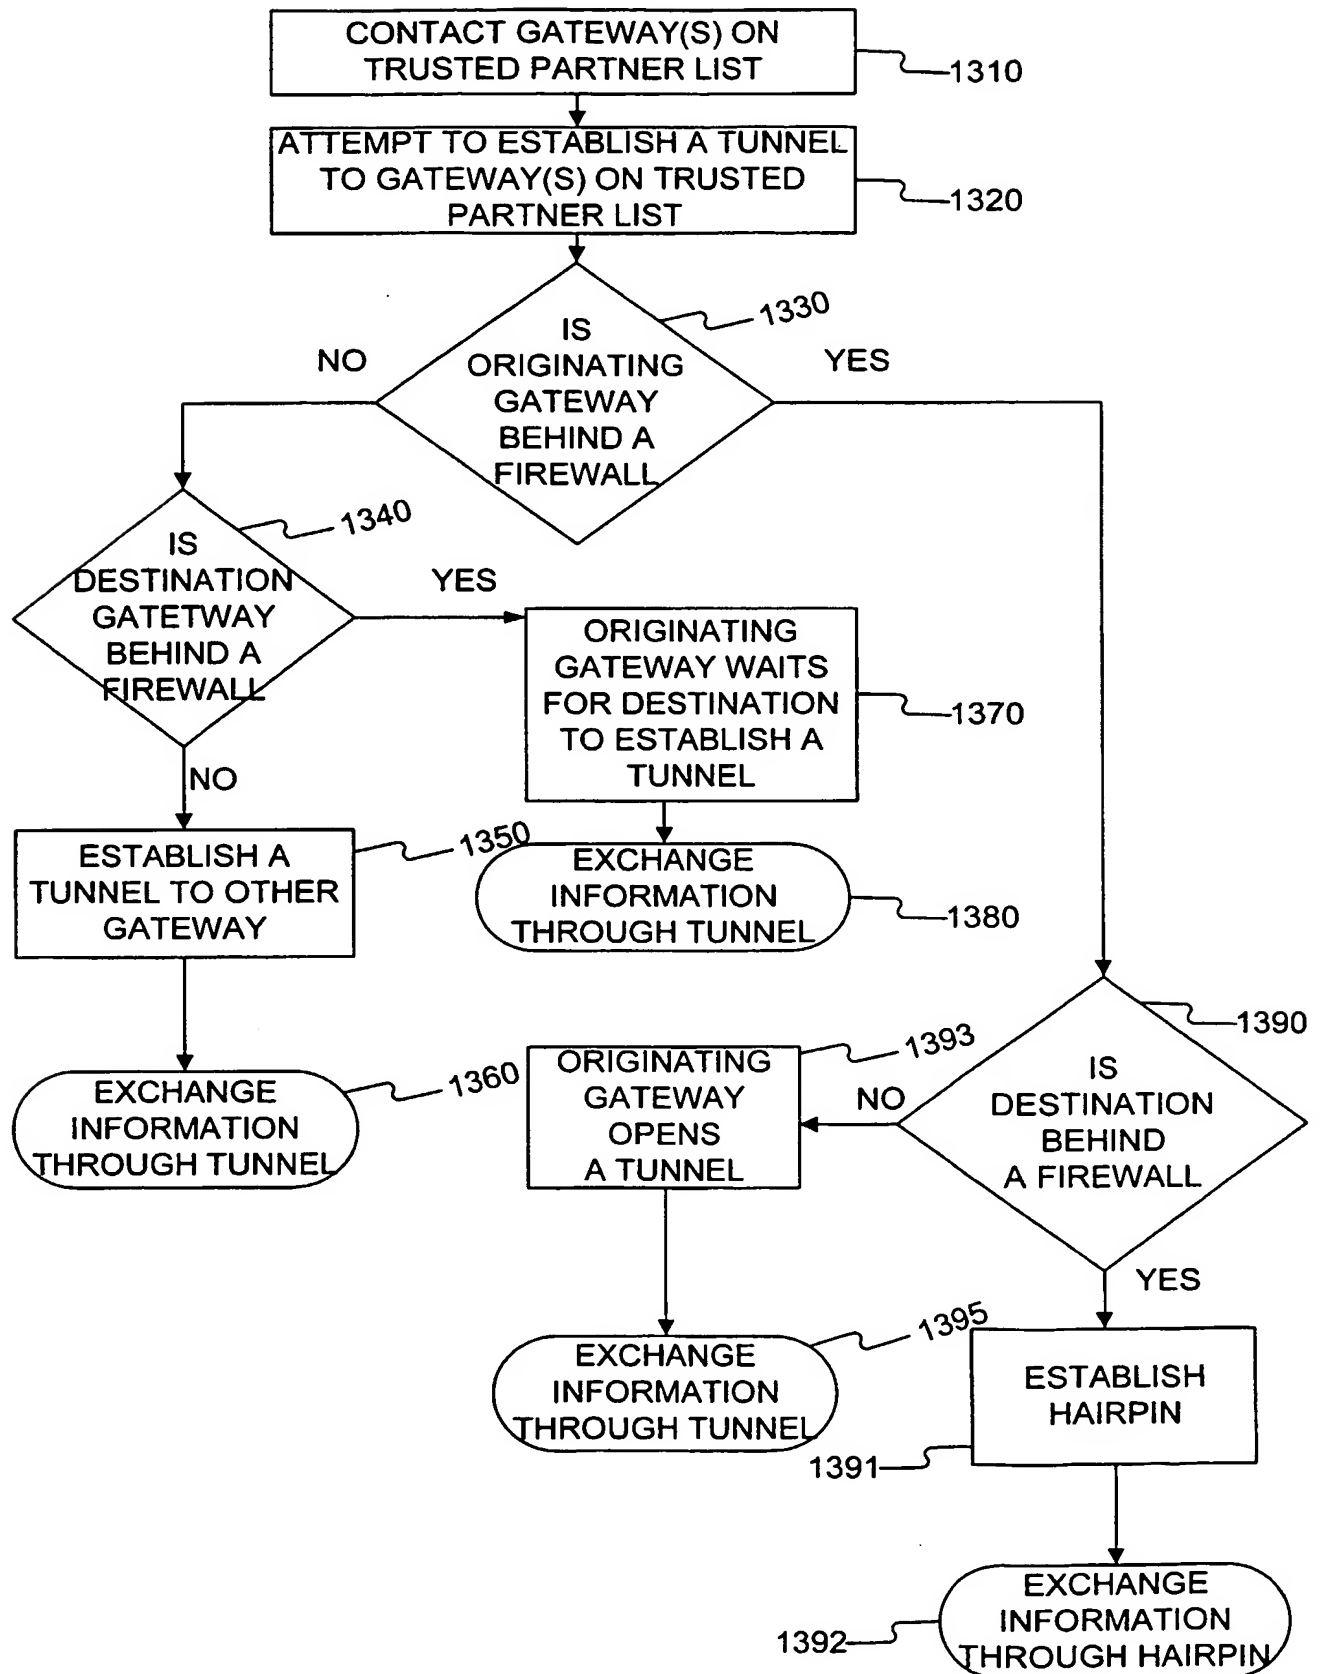 CONTACT GATEWAY(S) ON
TRUSTED PARTNER LIST
1310
ATTEMPT TO ESTABLISH A TUNNEL
TO GATEWAY(S) ON TRUSTED
PARTNER LIST
1320
1330
IS
ORIGINATING
GATEWAY
BEHIND A
FIREWALL
NO
YES
1340
IS
DESTINATION
GATETWAY
BEHIND A
FIREWALL
YES
NO
ORIGINATING
GATEWAY WAITS
FOR DESTINATION
TO ESTABLISH A
TUNNEL
1370
1350
ESTABLISH A
TUNNEL TO OTHER
GATEWAY
EXCHANGE
INFORMATION
THROUGH TUNNEL
1380
1360
EXCHANGE
INFORMATION
THROUGH TUNNEL
1390
IS
DESTINATION
BEHIND
A FIREWALL
NO
YES
1393
ORIGINATING
GATEWAY
OPENS
A TUNNEL
1395
EXCHANGE
INFORMATION
THROUGH TUNNEL
ESTABLISH
HAIRPIN
1391
EXCHANGE
INFORMATION
THROUGH HAIRPIN
1392